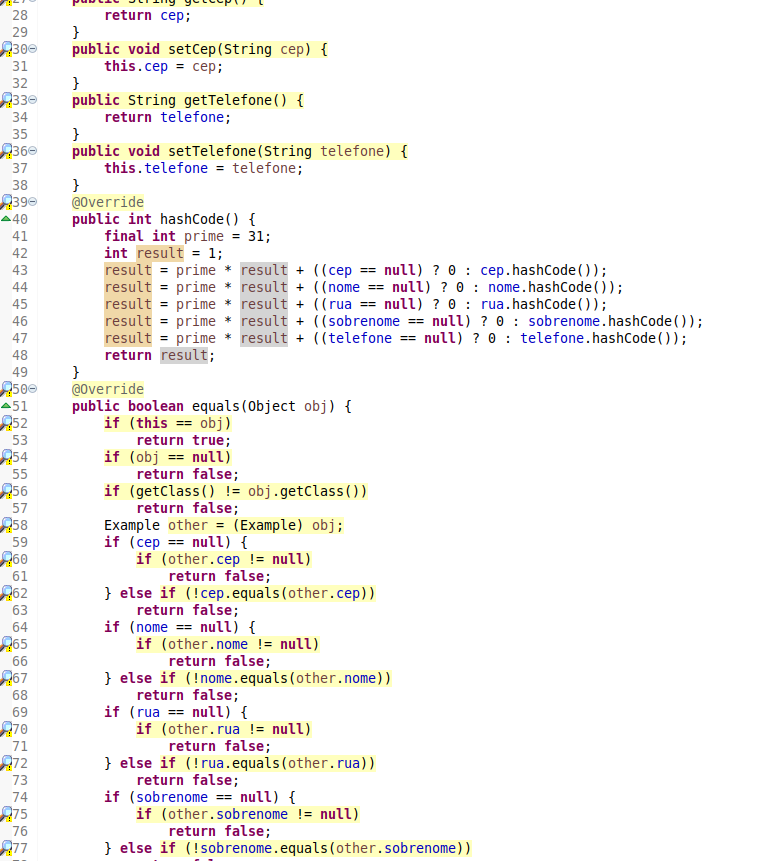 27 public String getCep() {
28 return cep;
29 }
30 public void setCep(String cep) {
31 this.cep = cep;
32 }
33 public String getTelefone() {
34 return telefone;
35 }
36 public void setTelefone(String telefone) {
37 this.telefone = telefone;
38 }
39 @Override
40 public int hashCode() {
41 final int prime = 31;
42 int result = 1;
43 result = prime * result + ((cep == null) ? 0 : cep.hashCode());
44 result = prime * result + ((nome == null) ? 0 : nome.hashCode());
45 result = prime * result + ((rua == null) ? 0 : rua.hashCode());
46 result = prime * result + ((sobrenome == null) ? 0 : sobrenome.hashCode());
47 result = prime * result + ((telefone == null) ? 0 : telefone.hashCode());
48 return result;
49 }
50 @Override
51 public boolean equals(Object obj) {
52 if (this == obj)
53 return true;
54 if (obj == null)
55 return false;
56 if (getClass() != obj.getClass())
57 return false;
58 Example other = (Example) obj;
59 if (cep == null) {
60 if (other.cep != null)
61 return false;
62 } else if (!cep.equals(other.cep))
63 return false;
64 if (nome == null) {
65 if (other.nome != null)
66 return false;
67 } else if (!nome.equals(other.nome))
68 return false;
69 if (rua == null) {
70 if (other.rua != null)
71 return false;
72 } else if (!rua.equals(other.rua))
73 return false;
74 if (sobrenome == null) {
75 if (other.sobrenome != null)
76 return false;
77 } else if (!sobrenome.equals(other.sobrenome))